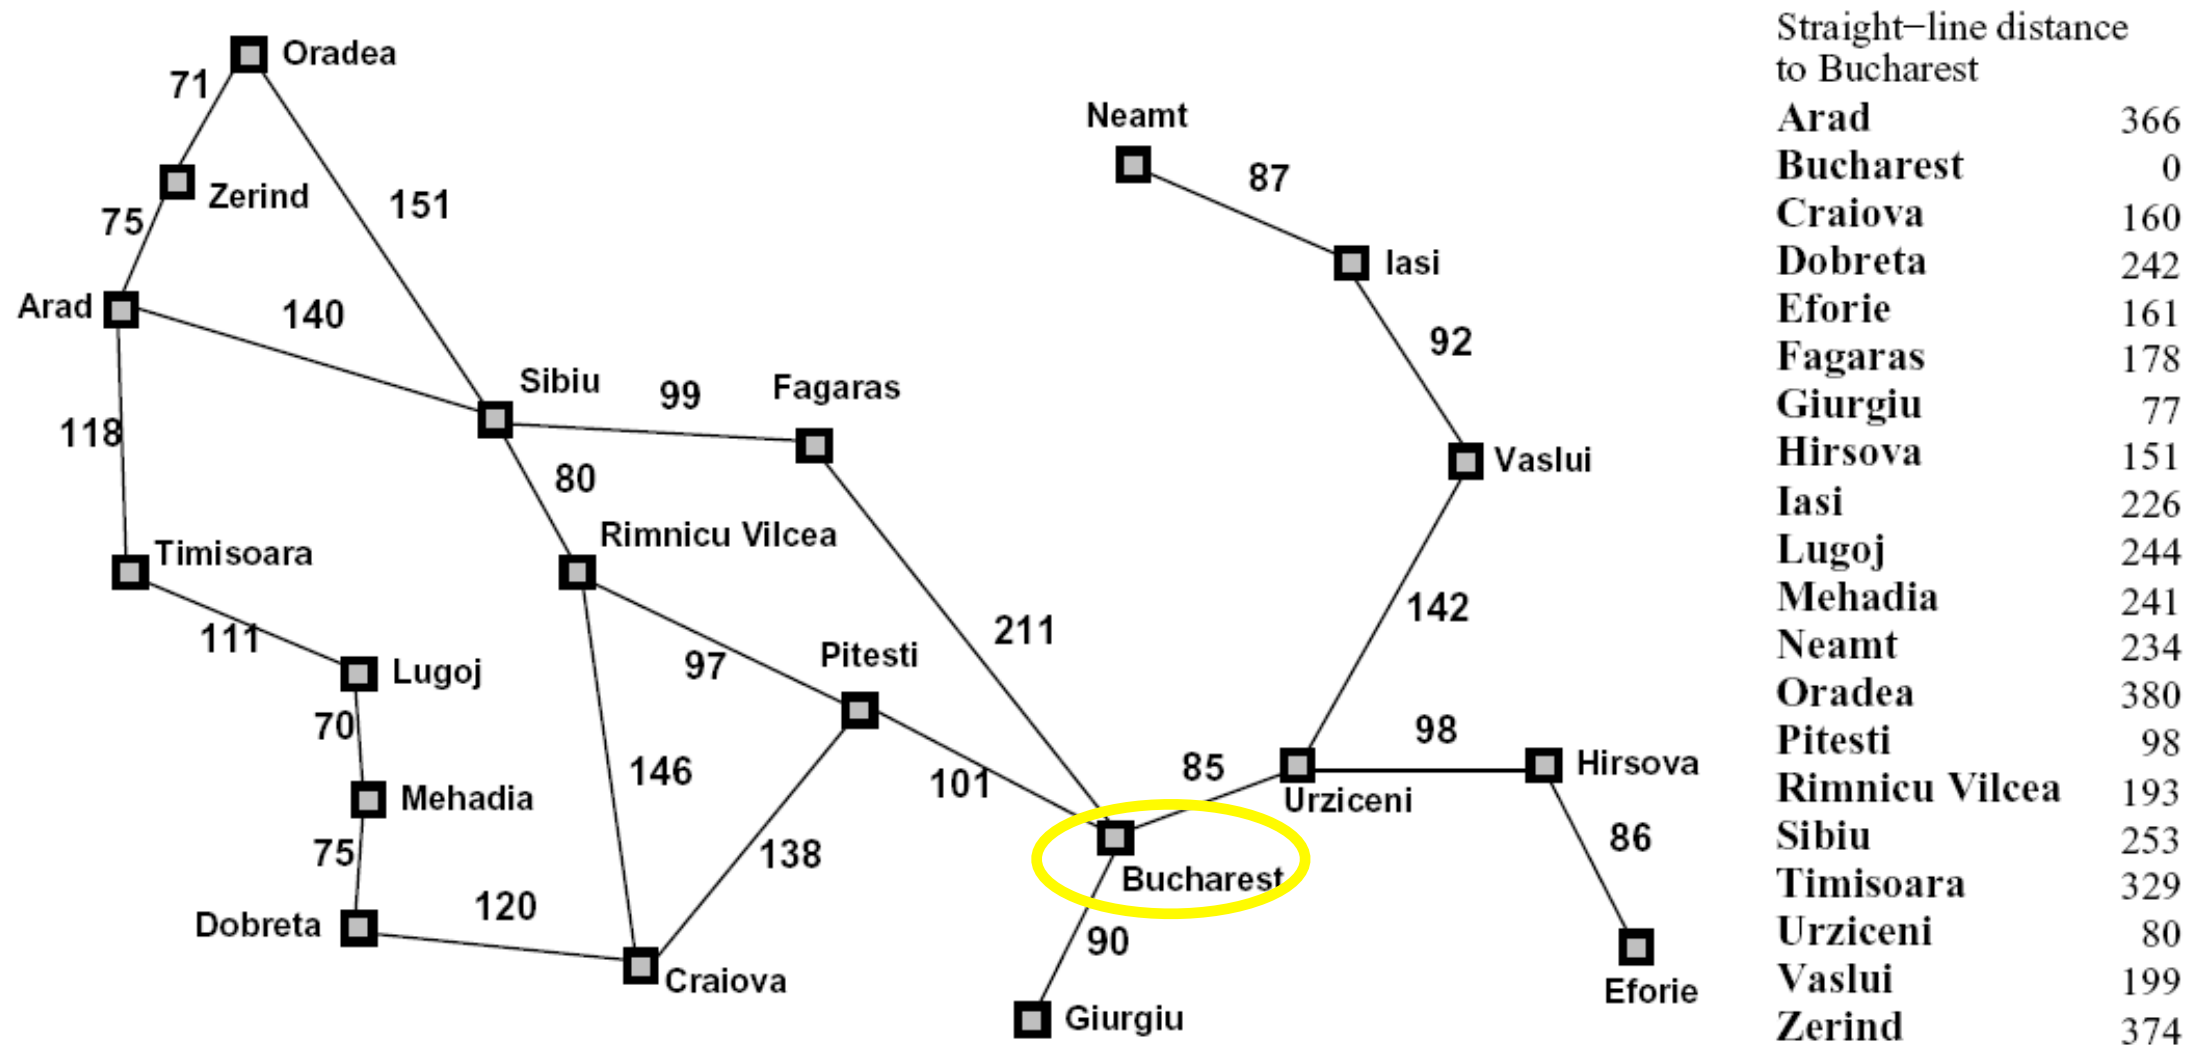 Oradea
71
Zerind
151
75
Arad
140
Sibiu
99
Fagaras
118
80
Timisoara
Rimnicu Vilcea
111
Lugoj
97
Pitesti
211
70
Mehadia
146
101
75
138
Dobreta
120
Craiova
Neamt
87
Iasi
92
Vaslui
142
98
85
Hirsova
Urziceni
86
Bucharest
90
Eforie
Giurgiu
Straight−line distance
to Bucharest
Arad 366
Bucharest 0
Craiova 160
Dobreta 242
Eforie 161
Fagaras 178
Giurgiu 77
Hirsova 151
Iasi 226
Lugoj 244
Mehadia 241
Neamt 234
Oradea 380
Pitesti 98
Rimnicu Vilcea 193
Sibiu 253
Timisoara 329
Urziceni 80
Vaslui 199
Zerind 374